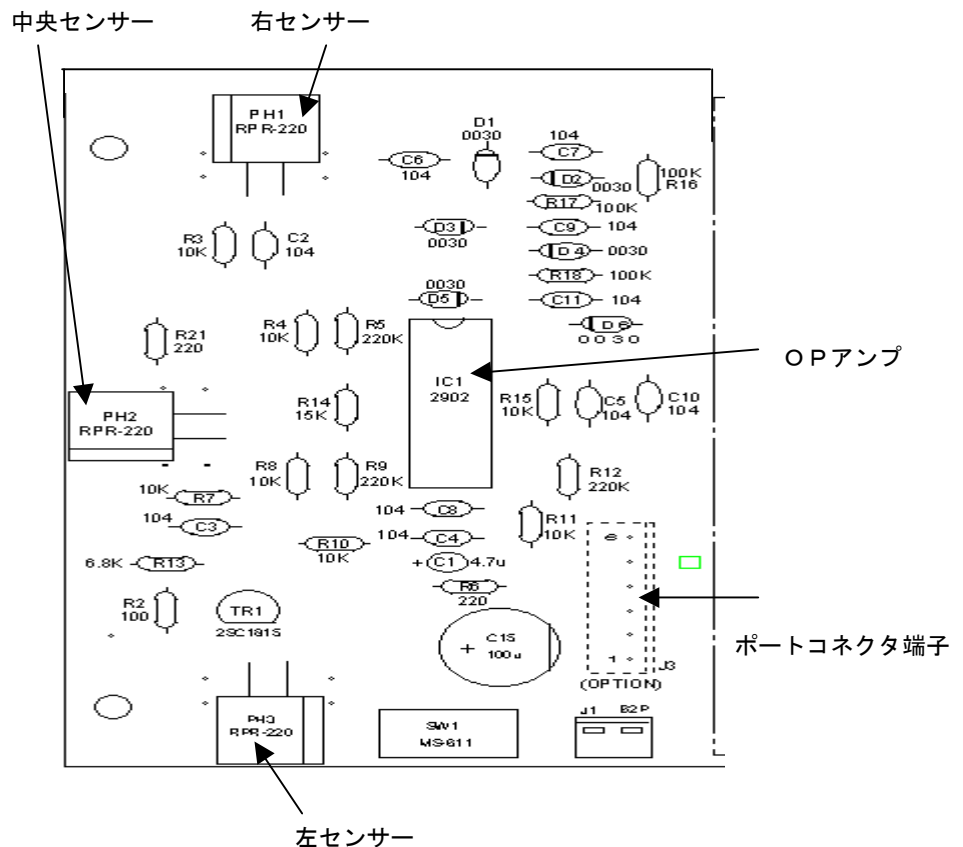 中央センサー
右センサー
PH1
RPR-220
D1
0030
104
C7
C6
104
D2
0030
100K
R16
R17
100K
D3
0030
C9
104
R3
10K
C2
104
D4
0030
R18
100K
0030
D5
C11
104
R4
10K
R5
220K
D6
0030
R21
220
OPアンプ
IC1
2902
R14
15K
R15
10K
C5
104
C10
104
PH2
RPR-220
R8
10K
R9
220K
R12
220K
10K
R7
104
C8
104
C3
R11
10K
104
C4
R10
10K
+
C1
4.7u
6
6.8K
R13
R6
220
R2
100
TR1
2SC1815
+
C15
100u
ポートコネクタ端子
1
J3
(OPTION)
J1
B2P
PH3
RPR-220
SW1
MS-611
左センサー